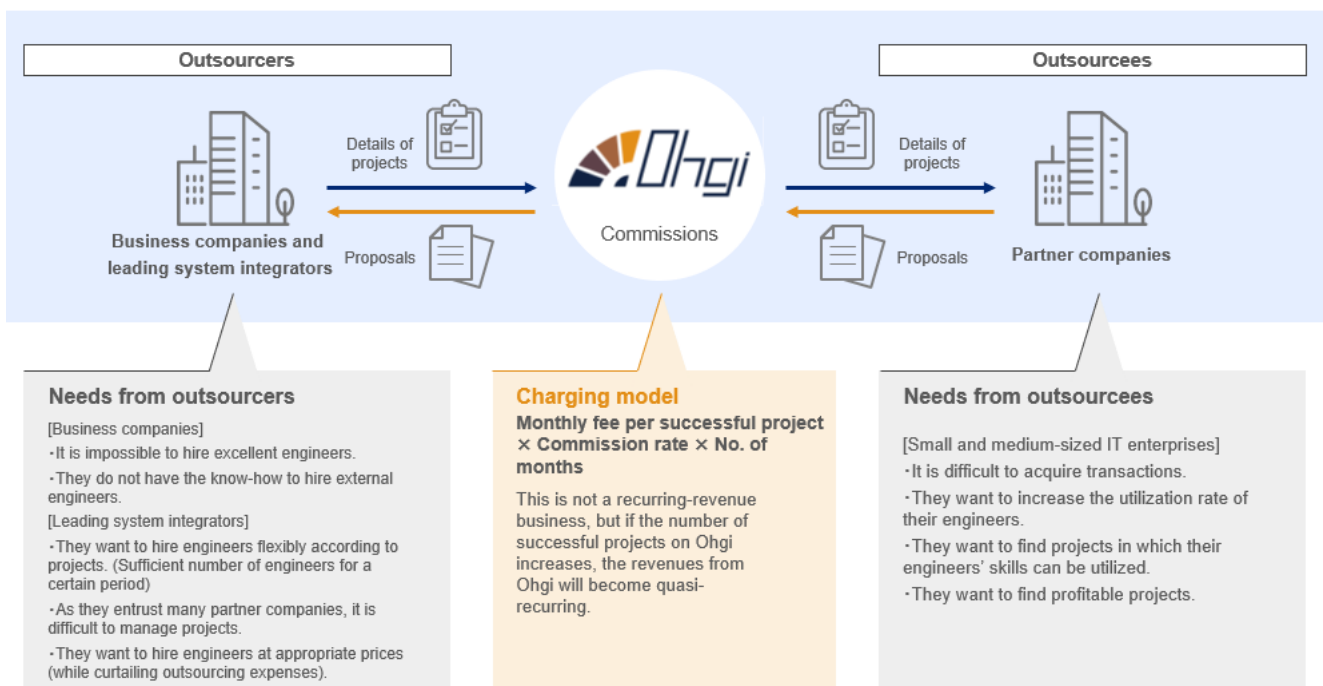 Outsourcers
Outsourcees
Details of
projects
Ohgi
Details of
projects
Commissions
Business companies and
leading system integrators
Proposals
Proposals
Partner companies
Needs from outsourcers
[Business companies]
・It is impossible to hire excellent engineers.
・They do not have the know-how to hire external
engineers.
[Leading system integrators]
・They want to hire engineers flexibly according to
projects. (Sufficient number of engineers for a
certain period)
・As they entrust many partner companies, it is
difficult to manage projects.
・They want to hire engineers at appropriate prices
(while curtailing outsourcing expenses).
Charging model
Monthly fee per successful project
× Commission rate × No. of
months
This is not a recurring-revenue
business, but if the number of
successful projects on Ohgi
increases, the revenues from
Ohgi will become quasi-
recurring.
Needs from outsourcees
[Small and medium-sized IT enterprises]
・It is difficult to acquire transactions.
・They want to increase the utilization rate of
their engineers.
・They want to find projects in which their
engineers’ skills can be utilized.
・They want to find profitable projects.